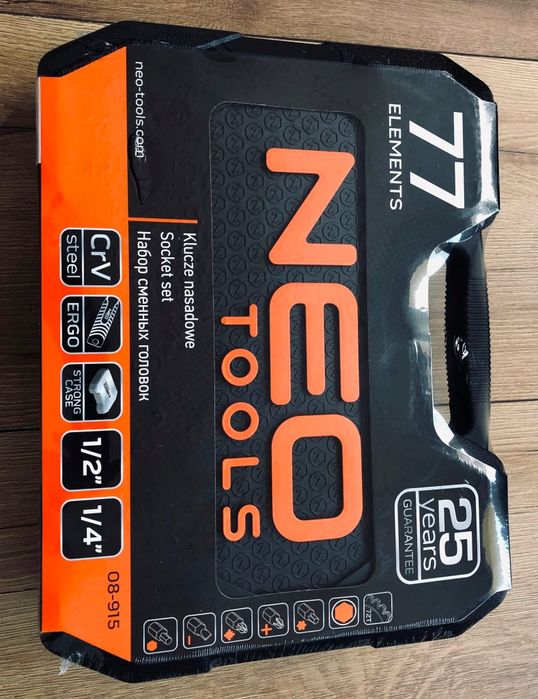 77
ELEMENTS
25
years
GUARANTEE
NEO
TOOLS
Klucze nasadowe
Socket set
Набор сменных головок
neo-tools.com
CrV
steel
ERGO
STRONG
CASE
1/2"
1/4"
08-915
72T